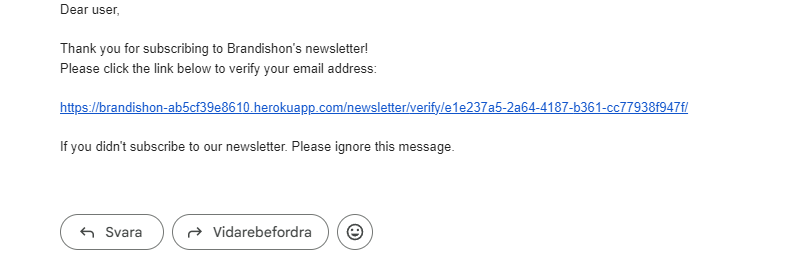 Dear user,
Thank you for subscribing to Brandishon's newsletter!
Please click the link below to verify your email address:
https://brandishon-ab5cf39e8610.herokuapp.com/newsletter/verify/e1e237a5-2a64-4187-b361-cc77938f947f/
If you didn't subscribe to our newsletter. Please ignore this message.
Svara
Vidarebefordra